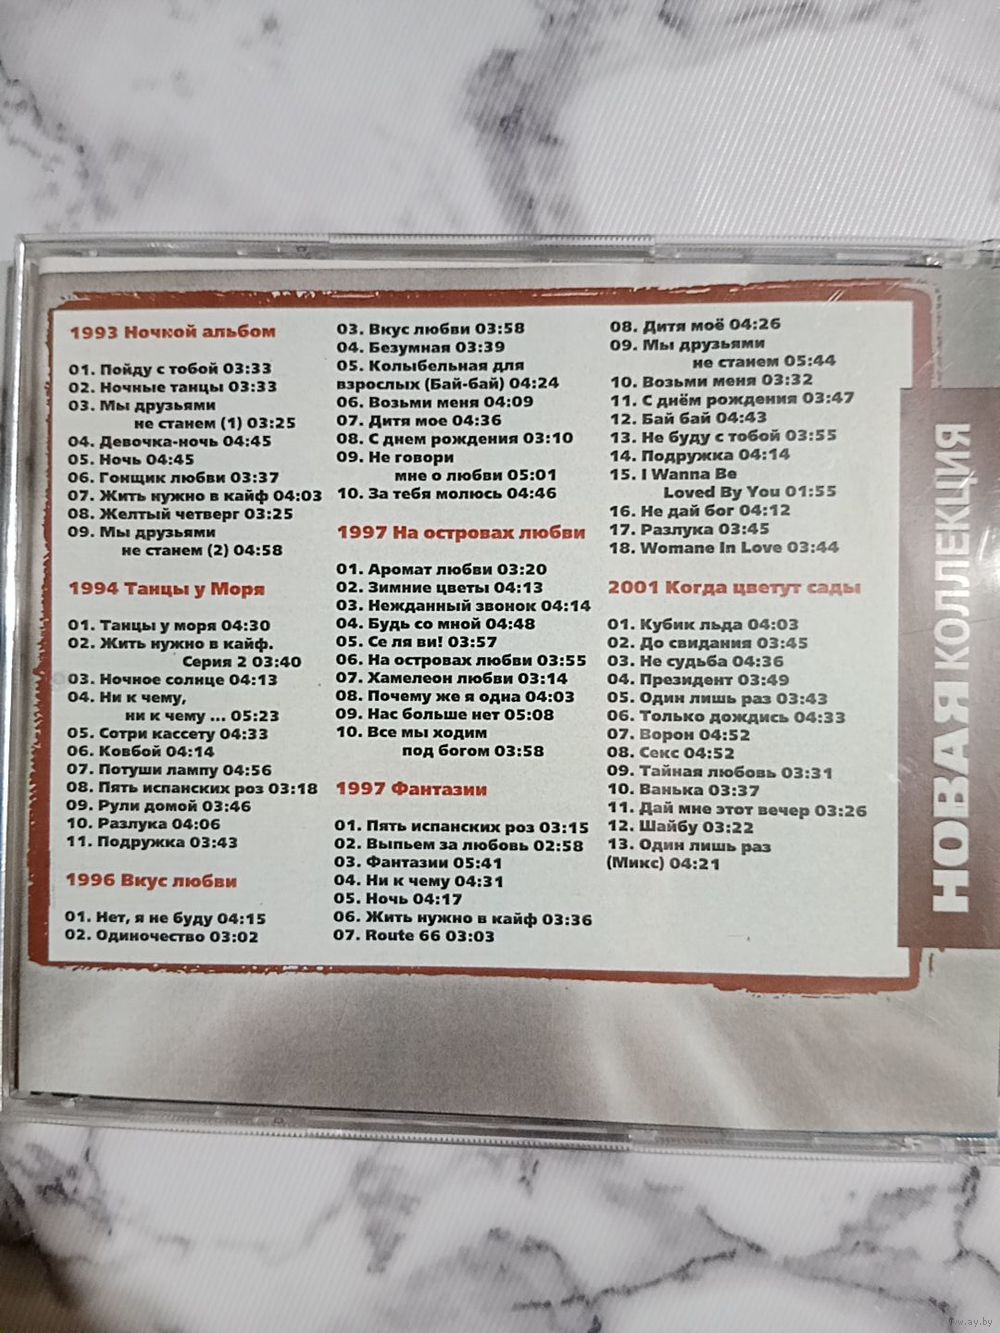 1993 Ночкой альбом
01. Пойду с тобой 03:33
02. Ночные танцы 03:33
03. Мы друзьями
не станем (1) 03:25
04. Девочка-ночь 04:45
05. Ночь 04:45
06. Гонщик любви 03:37
07. Жить нужно в кайф 04:03
08. Желтый четверг 03:25
09. Мы друзьями
не станем (2) 04:58
1994 Танцы у Моря
01. Танцы у моря 04:30
02. Жить нужно в кайф.
Серия 2 03:40
03. Ночное солнце 04:13
04. Ни к чему,
ни к чему ... 05:23
05. Сотри кассету 04:33
06. Ковбой 04:14
07. Потуши лампу 04:56
08. Пять испанских роз 03:18
09. Рули домой 03:46
10. Разлука 04:06
11. Подружка 03:43
1996 Вкус любви
01. Нет, я не буду 04:15
02. Одиночество 03:02
03. Вкус любви 03:58
04. Безумная 03:39
05. Колыбельная для
взрослых (Бай-бай) 04:24
06. Возьми меня 04:09
07. Дитя мое 04:36
08. С днем рождения 03:10
09. Не говори
мне о любви 05:01
10. За тебя молюсь 04:46
1997 На островах любви
01. Аромат любви 03:20
02. Зимние цветы 04:13
03. Нежданный звонок 04:14
04. Будь со мной 04:48
05. Се ля ви! 03:57
06. На островах любви 03:55
07. Хамелеон любви 03:14
08. Почему же я одна 04:03
09. Нас больше нет 05:08
10. Все мы ходим
под богом 03:58
1997 Фантазии
01. Пять испанских роз 03:15
02. Выпьем за любовь 02:58
03. Фантазии 05:41
04. Ни к чему 04:31
05. Ночь 04:17
06. Жить нужно в кайф 03:36
07. Route 66 03:03
08. Дитя моё 04:26
09. Мы друзьями
не станем 05:44
10. Возьми меня 03:32
11. С днём рождения 03:47
12. Бай бай 04:43
13. Не буду с тобой 03:55
14. Подружка 04:14
15. I Wanna Be
Loved By You 01:55
16. Не дай бог 04:12
17. Разлука 03:45
18. Womane In Love 03:44
2001 Когда цветут сады
01. Кубик льда 04:03
02. До свидания 03:45
03. Не судьба 04:36
04. Президент 03:49
05. Один лишь раз 03:43
06. Только дождись 04:33
07. Ворон 04:52
08. Секс 04:52
09. Тайная любовь 03:31
10. Ванька 03:37
11. Дай мне этот вечер 03:26
12. Шайбу 03:22
13. Один лишь раз
(Микс) 04:21
НОВАЯ КОЛЛЕКЦИЯ